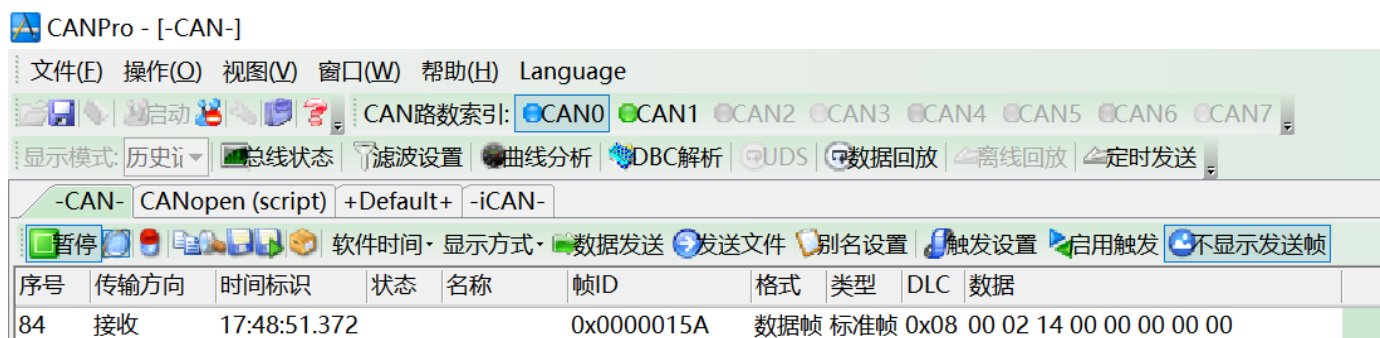 CANPro - [-CAN-]
文件(F) 操作(O) 视图(V) 窗口(W) 帮助(H) Language
启动 CAN路数索引: CAN0 CAN1 CAN2 CAN3 CAN4 CAN5 CAN6 CAN7
显示模式: 历史 总线状态 滤波设置 曲线分析 DBC解析 UDS 数据回放 离线回放 定时发送
-CAN- CANopen (script) +Default+ -iCAN-
暂停 软件时间 显示方式 数据发送 发送文件 别名设置 触发设置 启用触发 不显示发送帧
序号 传输方向 时间标识 状态 名称 帧ID 格式 类型 DLC 数据
84 接收 17:48:51.372 0x0000015A 数据帧 标准帧 0x08 00 02 14 00 00 00 00 00